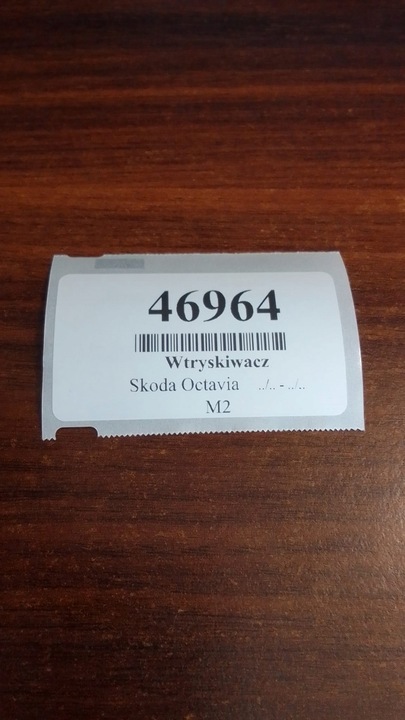 46964
Wtryskiwacz
Skoda Octavia ../.. - ../..
M2